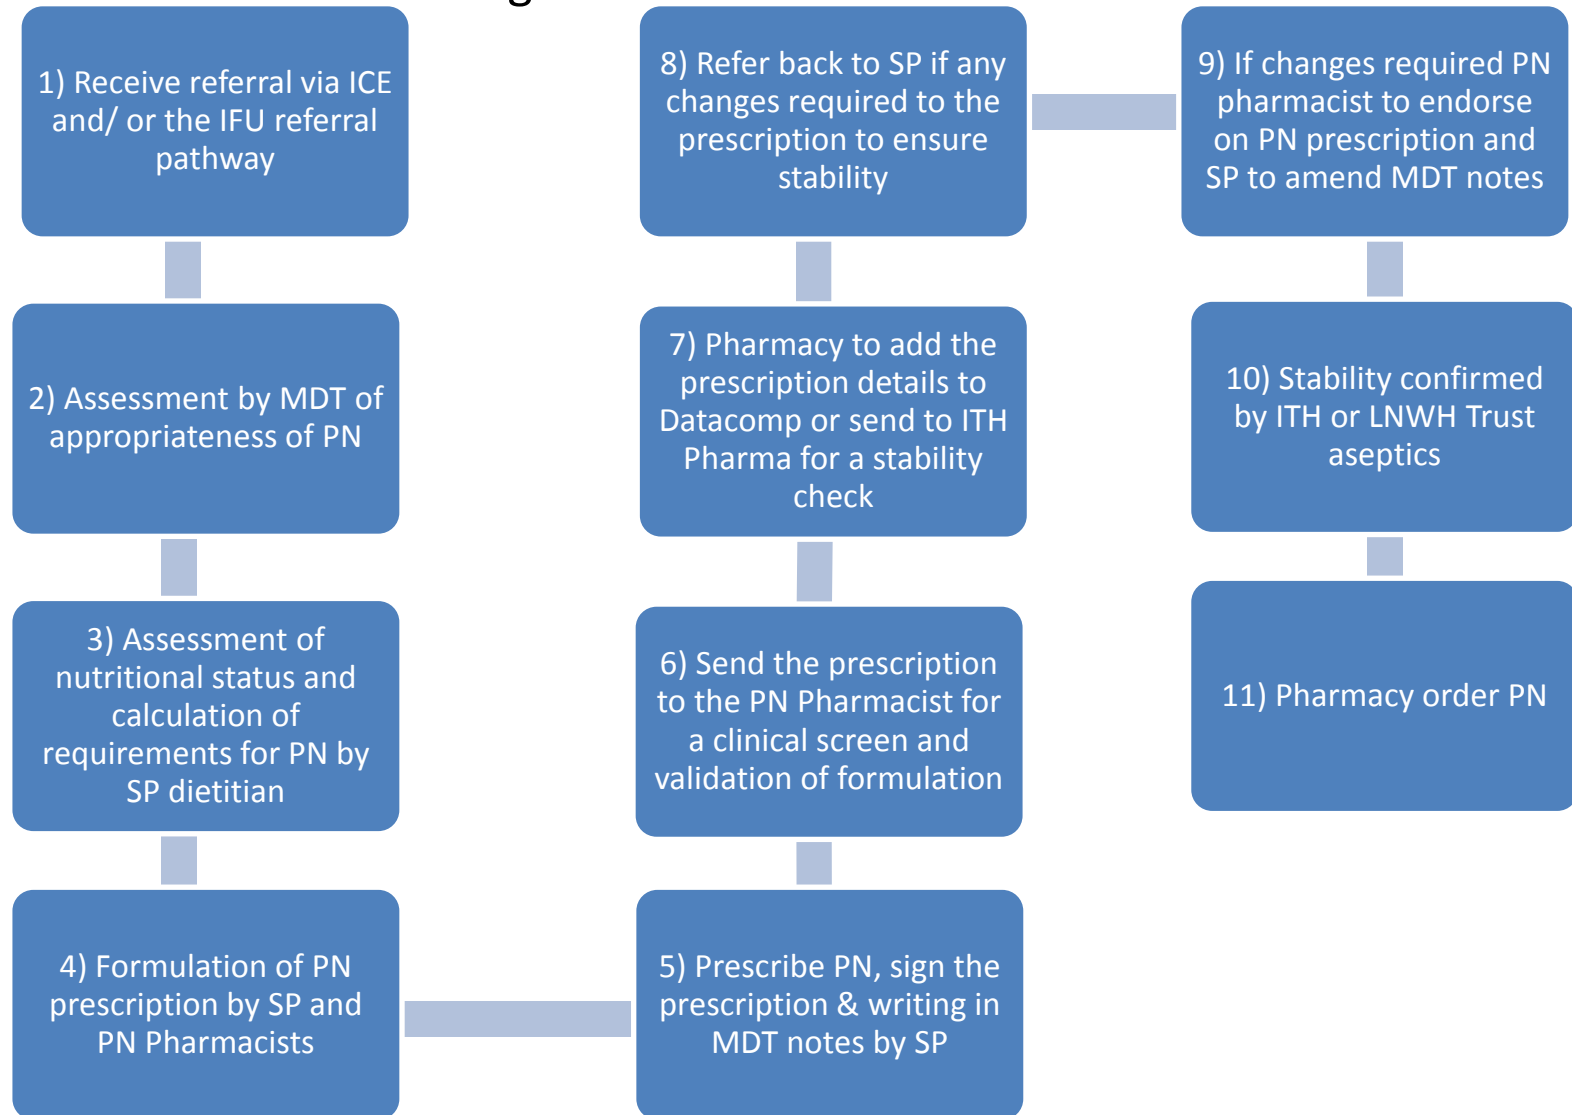 1) Receive referral via ICE
and/ or the IFU referral
pathway
2) Assessment by MDT of
appropriateness of PN
3) Assessment of
nutritional status and
calculation of
requirements for PN by
SP dietitian
4) Formulation of PN
prescription by SP and
PN Pharmacists
5) Prescribe PN, sign the
prescription & writing in
MDT notes by SP
6) Send the prescription
to the PN Pharmacist for
a clinical screen and
validation of formulation
7) Pharmacy to add the
prescription details to
Datacomp or send to ITH
Pharma for a stability
check
8) Refer back to SP if any
changes required to the
prescription to ensure
stability
9) If changes required PN
pharmacist to endorse
on PN prescription and
SP to amend MDT notes
10) Stability confirmed
by ITH or LNWH Trust
aseptics
11) Pharmacy order PN